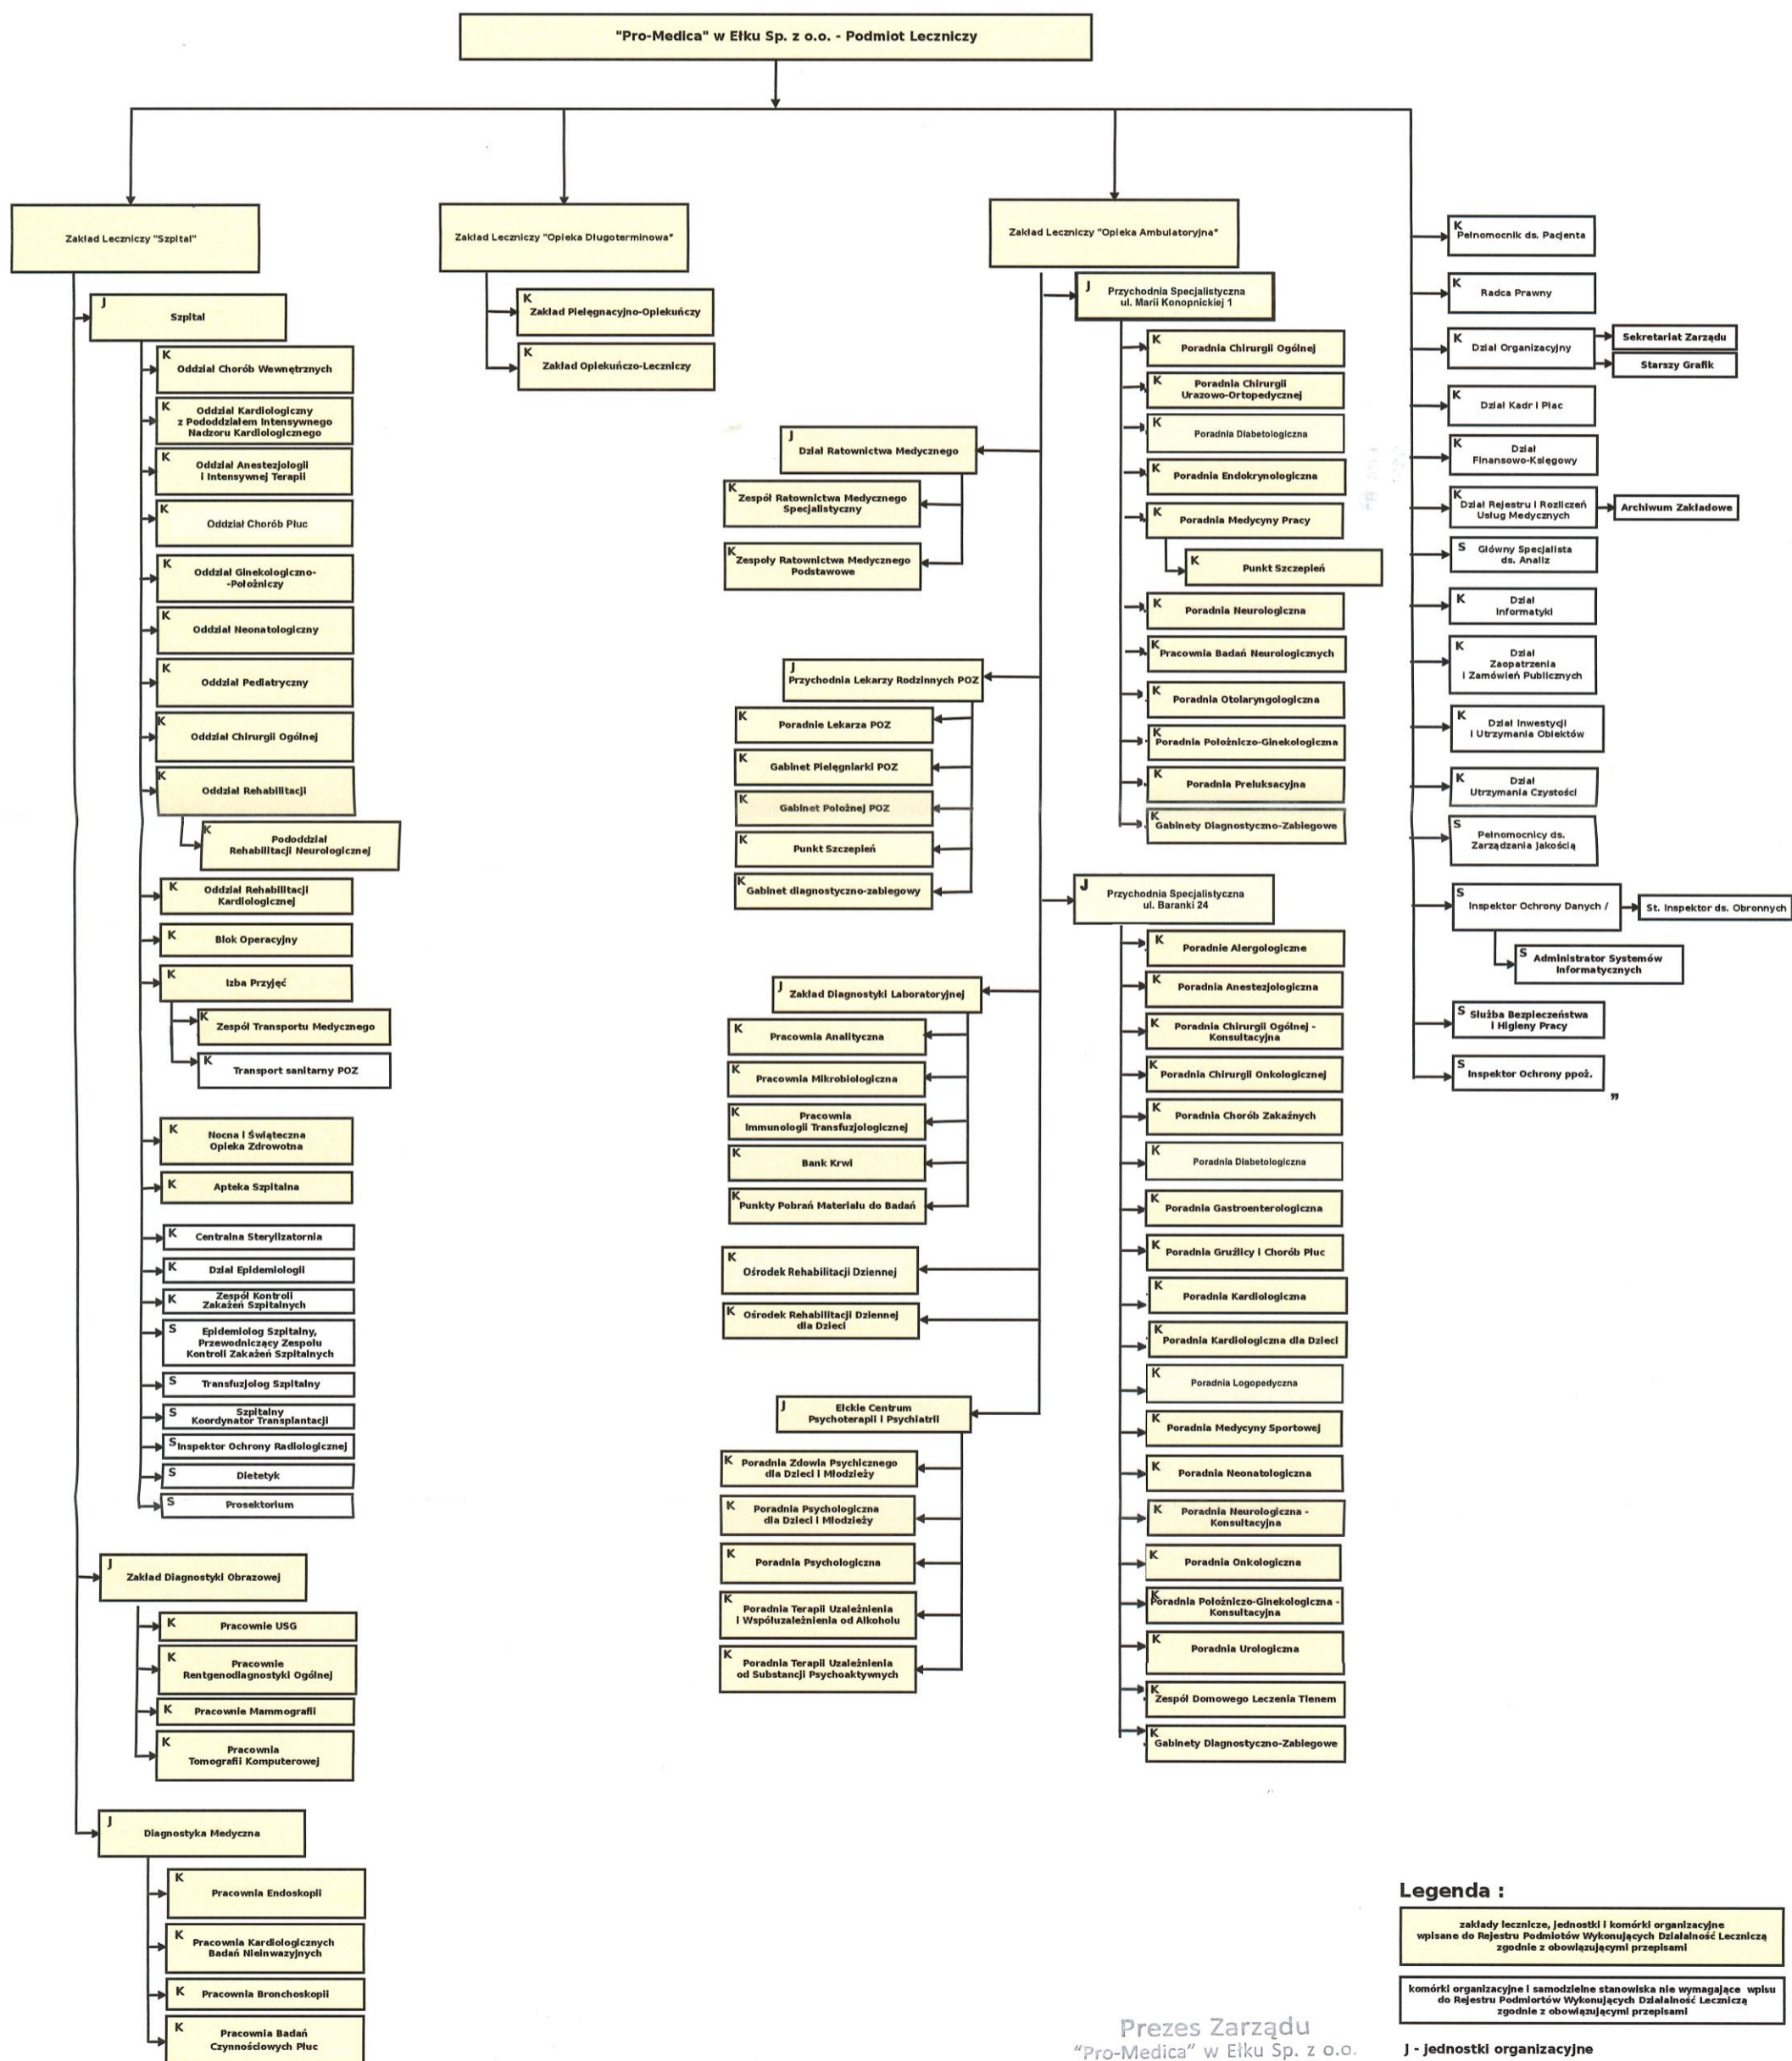 "Pro-Medica" w Ełku Sp. z o.o. - Podmiot Leczniczy
Zakład Leczniczy "Szpital"
J
Szpital
K
Oddział Chorób Wewnętrznych
K
Oddział Kardiologiczny
z Pododdziałem Intensywnego
Nadzoru Kardiologicznego
K
Oddział Anestezjologii
i Intensywnej Terapii
K
Oddział Chorób Płuc
K
Oddział Ginekologiczno-
-Położniczy
K
Oddział Neonatologiczny
K
Oddział Pediatryczny
K
Oddział Chirurgii Ogólnej
K
Oddział Rehabilitacji
K
Pododdział
Rehabilitacji Neurologicznej
K
Oddział Rehabilitacji
Kardiologicznej
K
Blok Operacyjny
K
Izba Przyjęć
K
Zespół Transportu Medycznego
K
Transport sanitarny POZ
K
Nocna i Świąteczna
Opieka Zdrowotna
K
Apteka Szpitalna
K
Centralna Sterylizatornia
K
Dział Epidemiologii
K
Zespół Kontroli
Zakażeń Szpitalnych
S
Epidemiolog Szpitalny,
Przewodniczący Zespołu
Kontroli Zakażeń Szpitalnych
S
Transfuzjolog Szpitalny
S
Szpitalny
Koordynator Transplantacji
S
Inspektor Ochrony Radiologicznej
S
Dietetyk
S
Prosektorium
J
Zakład Diagnostyki Obrazowej
K
Pracownie USG
K
Pracownie
Rentgenodiagnostyki Ogólnej
K
Pracownie Mammografii
K
Pracownia
Tomografii Komputerowej
J
Diagnostyka Medyczna
K
Pracownia Endoskopii
K
Pracownia Kardiologicznych
Badań Nieinwazyjnych
K
Pracownia Bronchoskopii
K
Pracownia Badań
Czynnościowych Płuc
Zakład Leczniczy "Opieka Długoterminowa"
K
Zakład Pielęgnacyjno-Opiekuńczy
K
Zakład Opiekuńczo-Leczniczy
Zakład Leczniczy "Opieka Ambulatoryjna"
J
Dział Ratownictwa Medycznego
K
Zespół Ratownictwa Medycznego
Specjalistyczny
K
Zespoły Ratownictwa Medycznego
Podstawowe
J
Przychodnia Lekarzy Rodzinnych POZ
K
Poradnie Lekarza POZ
K
Gabinet Pielęgniarki POZ
K
Gabinet Położnej POZ
K
Punkt Szczepień
K
Gabinet diagnostyczno-zabiegowy
J
Zakład Diagnostyki Laboratoryjnej
K
Pracownia Analityczna
K
Pracownia Mikrobiologiczna
K
Pracownia
Immunologii Transfuzjologicznej
K
Bank Krwi
K
Punkty Pobrań Materiału do Badań
K
Ośrodek Rehabilitacji Dziennej
K
Ośrodek Rehabilitacji Dziennej
dla Dzieci
J
Ełckie Centrum
Psychoterapii i Psychiatrii
K
Poradnia Zdowia Psychicznego
dla Dzieci i Młodzieży
K
Poradnia Psychologiczna
dla Dzieci i Młodzieży
K
Poradnia Psychologiczna
K
Poradnia Terapii Uzależnienia
i Współuzależnienia od Alkoholu
K
Poradnia Terapii Uzależnienia
od Substancji Psychoaktywnych
J
Przychodnia Specjalistyczna
ul. Marii Konopnickiej 1
K
Poradnia Chirurgii Ogólnej
K
Poradnia Chirurgii
Urazowo-Ortopedycznej
K
Poradnia Diabetologiczna
K
Poradnia Endokrynologiczna
K
Poradnia Medycyny Pracy
K
Punkt Szczepień
K
Poradnia Neurologiczna
K
Pracownia Badań Neurologicznych
K
Poradnia Otolaryngologiczna
K
Poradnia Położniczo-Ginekologiczna
K
Poradnia Preluksacyjna
K
Gabinety Diagnostyczno-Zabiegowe
J
Przychodnia Specjalistyczna
ul. Baranki 24
K
Poradnie Alergologiczne
K
Poradnia Anestezjologiczna
K
Poradnia Chirurgii Ogólnej -
Konsultacyjna
K
Poradnia Chirurgii Onkologicznej
K
Poradnia Chorób Zakaźnych
K
Poradnia Diabetologiczna
K
Poradnia Gastroenterologiczna
K
Poradnia Gruźlicy i Chorób Płuc
K
Poradnia Kardiologiczna
K
Poradnia Kardiologiczna dla Dzieci
K
Poradnia Logopedyczna
K
Poradnia Medycyny Sportowej
K
Poradnia Neonatologiczna
K
Poradnia Neurologiczna -
Konsultacyjna
K
Poradnia Onkologiczna
K
Poradnia Położniczo-Ginekologiczna -
Konsultacyjna
K
Poradnia Urologiczna
K
Zespół Domowego Leczenia Tlenem
K
Gabinety Diagnostyczno-Zabiegowe
K
Pełnomocnik ds. Pacjenta
K
Radca Prawny
K
Dział Organizacyjny
Sekretariat Zarządu
Starszy Grafik
K
Dział Kadr i Płac
K
Dział
Finansowo-Księgowy
K
Dział Rejestru i Rozliczeń
Usług Medycznych
Archiwum Zakładowe
S
Główny Specjalista
ds. Analiz
K
Dział
Informatyki
K
Dział
Zaopatrzenia
i Zamówień Publicznych
K
Dział Inwestycji
i Utrzymania Obiektów
K
Dział
Utrzymania Czystości
S
Pełnomocnicy ds.
Zarządzania Jakością
S
Inspektor Ochrony Danych /
St. Inspektor ds. Obronnych
S
Administrator Systemów
Informatycznych
S
Służba Bezpieczeństwa
i Higieny Pracy
S
Inspektor Ochrony ppoż.
”
Legenda :
zakłady lecznicze, jednostki i komórki organizacyjne
wpisane do Rejestru Podmiotów Wykonujących Działalność Leczniczą
zgodnie z obowiązującymi przepisami
komórki organizacyjne i samodzielne stanowiska nie wymagające wpisu
do Rejestru Podmiortów Wykonujących Działalność Leczniczą
zgodnie z obowiązującymi przepisami
J - jednostki organizacyjne
Prezes Zarządu
"Pro-Medica" w Ełku Sp. z o.o.